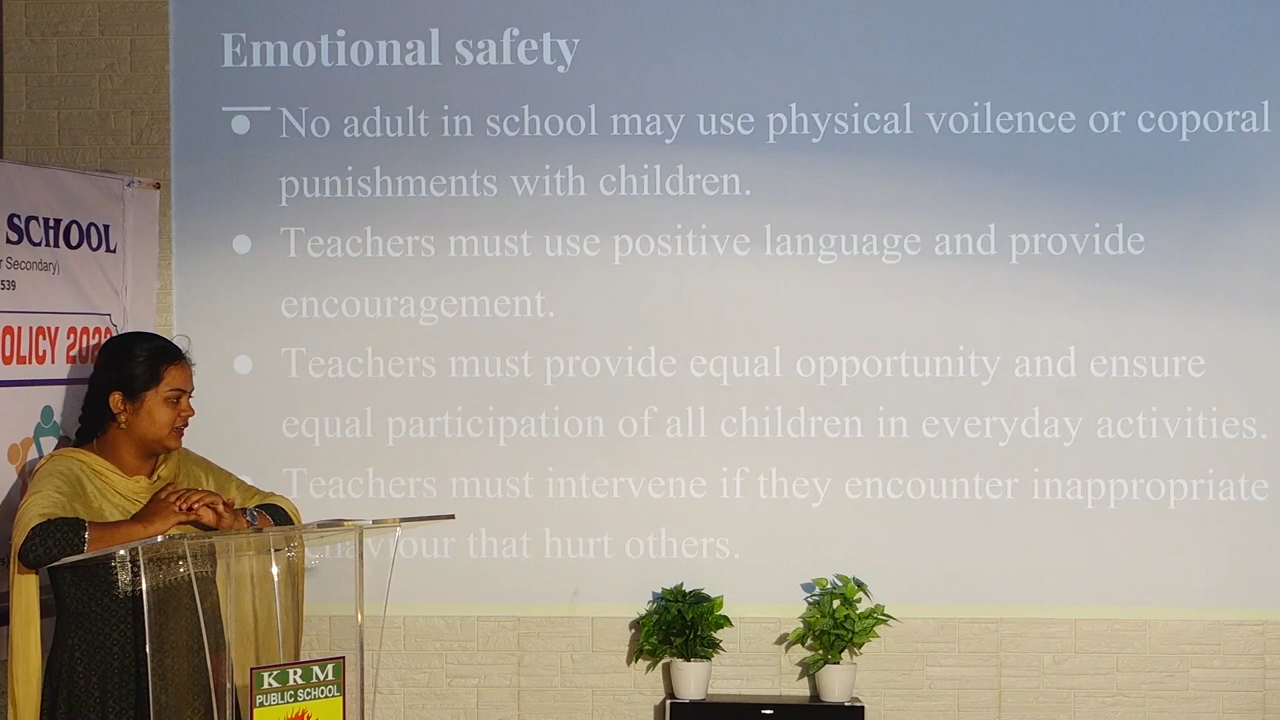 Emotional safety
● No adult in school may use physical voilence or coporal
punishments with children.
● Teachers must use positive language and provide
encouragement.
● Teachers must provide equal opportunity and ensure
equal participation of all children in everyday activities.
Teachers must intervene if they encounter inappropriate
that hurt others.
SCHOOL
Secondary)
539
KRM
PUBLIC SCHOOL